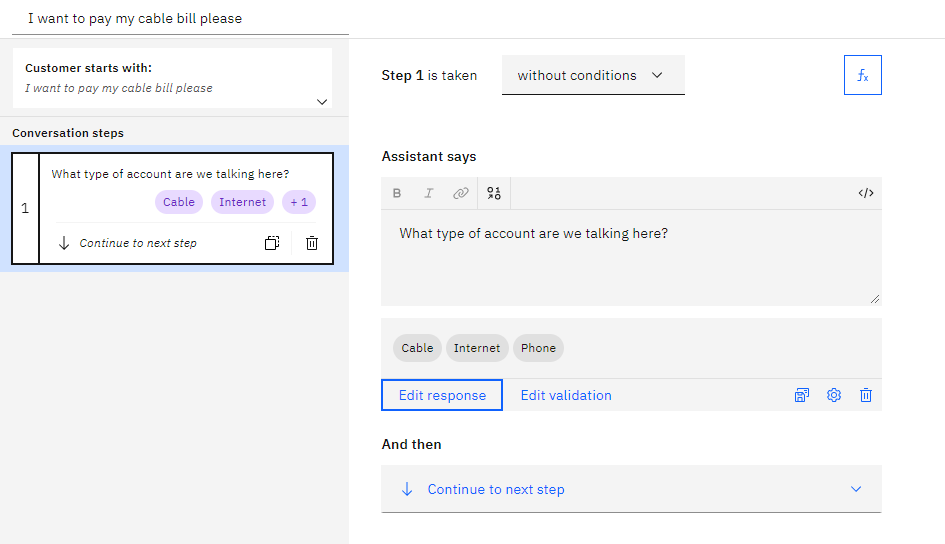 I want to pay my cable bill please
Customer starts with:
I want to pay my cable bill please
Conversation steps
1
What type of account are we talking here?
Cable Internet + 1
Continue to next step
Step 1 is taken without conditions fx
Assistant says
B I </>
What type of account are we talking here?
Cable Internet Phone
Edit response Edit validation
And then
Continue to next step